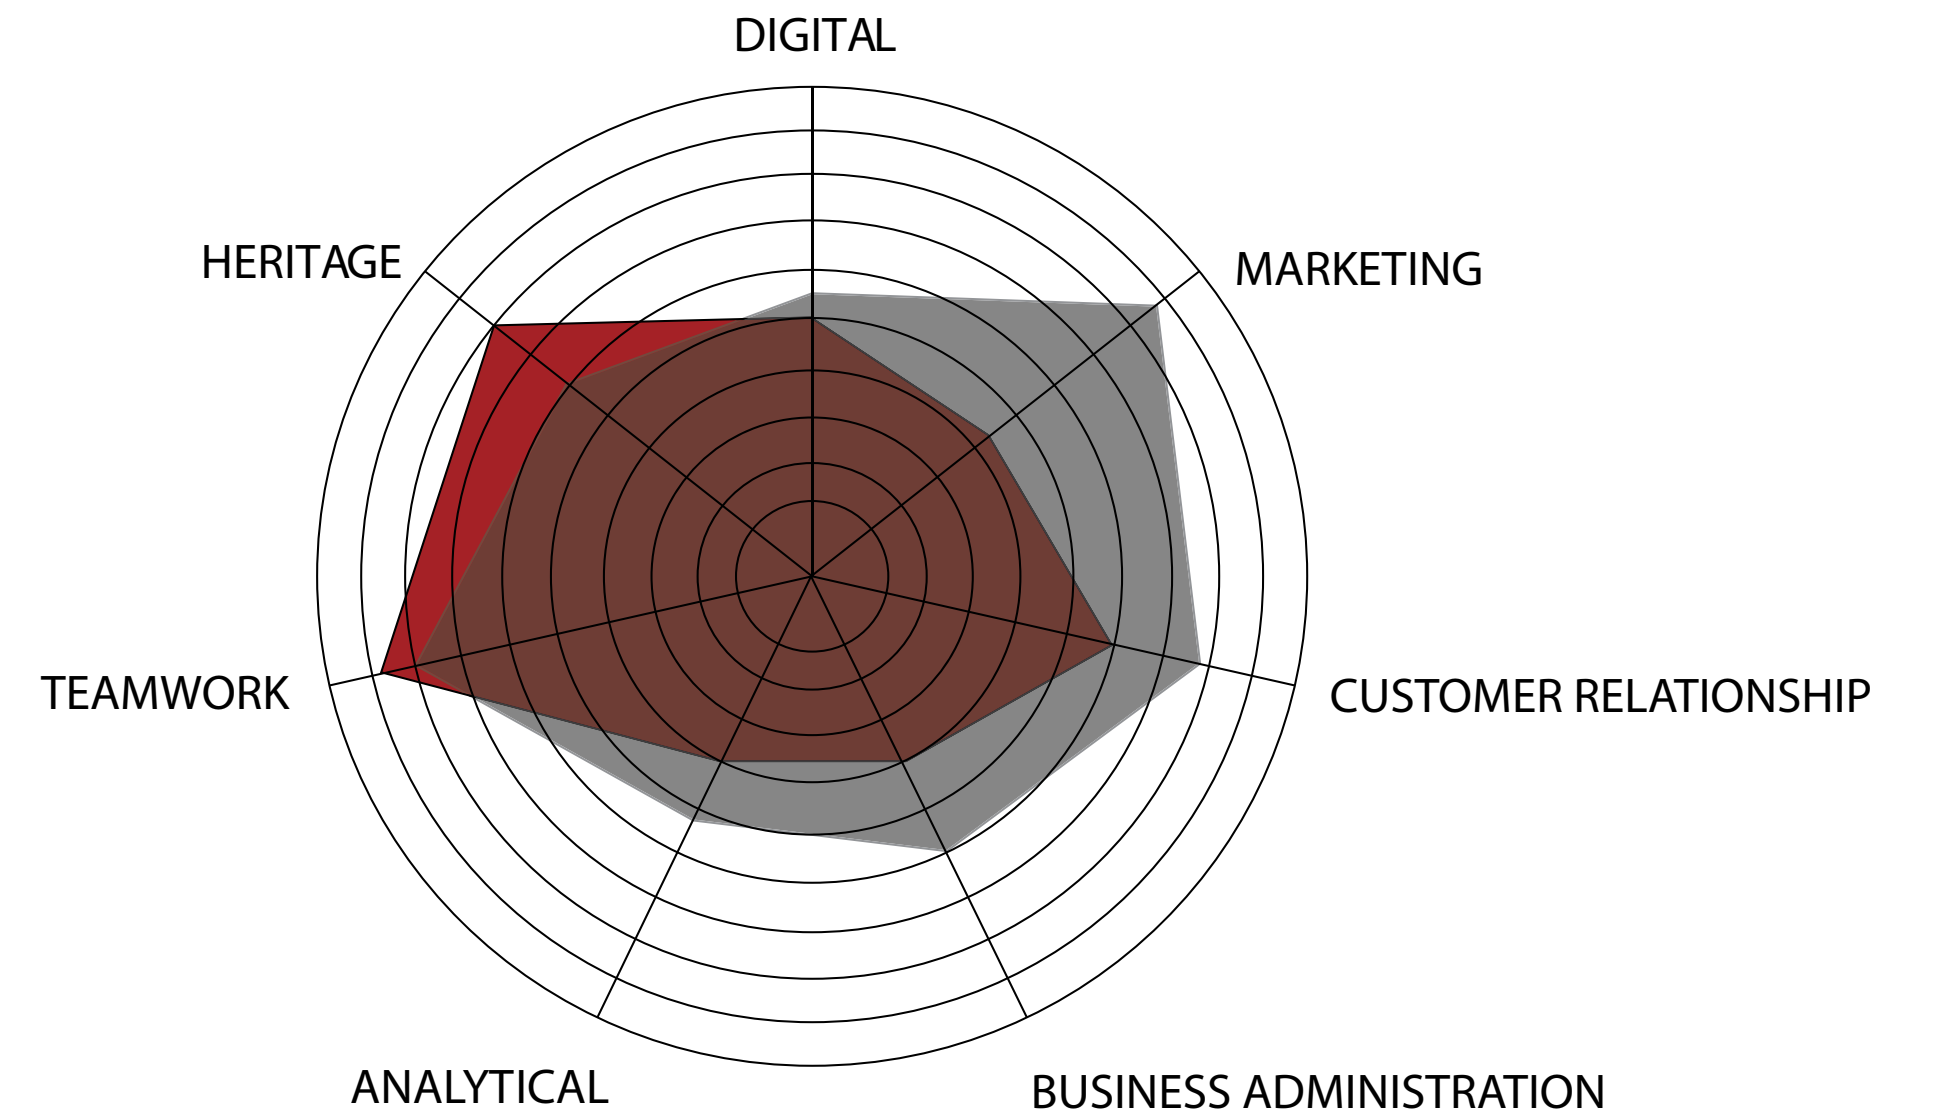 DIGITAL
HERITAGE
MARKETING
TEAMWORK
CUSTOMER RELATIONSHIP
ANALYTICAL
BUSINESS ADMINISTRATION